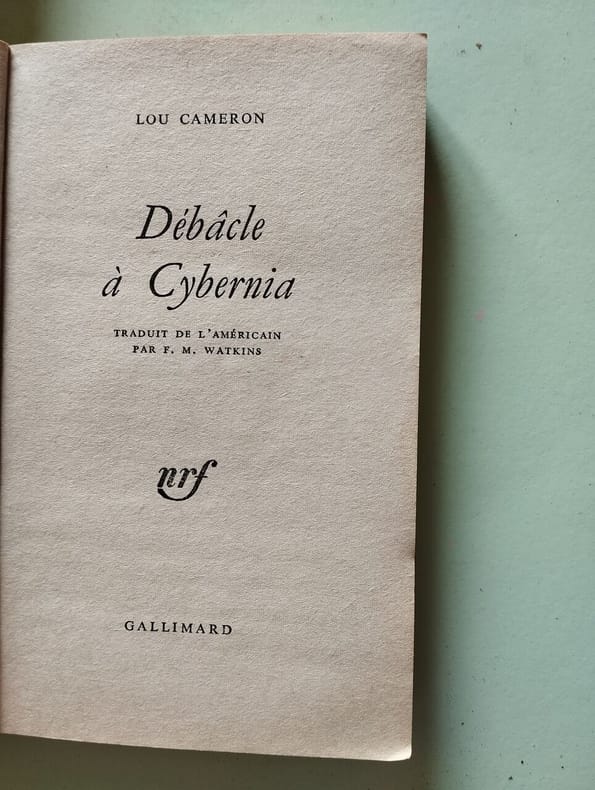 LOU CAMERON
Débâcle
à Cybernia
TRADUIT DE L'AMÉRICAIN
PAR F. M. WATKINS
nrf
GALLIMARD